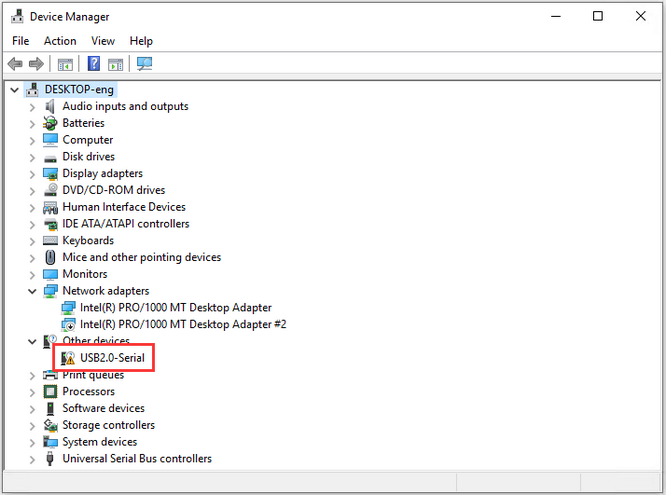 Device Manager
File Action View Help
DESKTOP-eng
Audio inputs and outputs
Batteries
Computer
Disk drives
Display adapters
DVD/CD-ROM drives
Human Interface Devices
IDE ATA/ATAPI controllers
Keyboards
Mice and other pointing devices
Monitors
Network adapters
Intel(R) PRO/1000 MT Desktop Adapter
Intel(R) PRO/1000 MT Desktop Adapter #2
Other devices
USB2.0-Serial
Print queues
Processors
Software devices
Storage controllers
System devices
Universal Serial Bus controllers